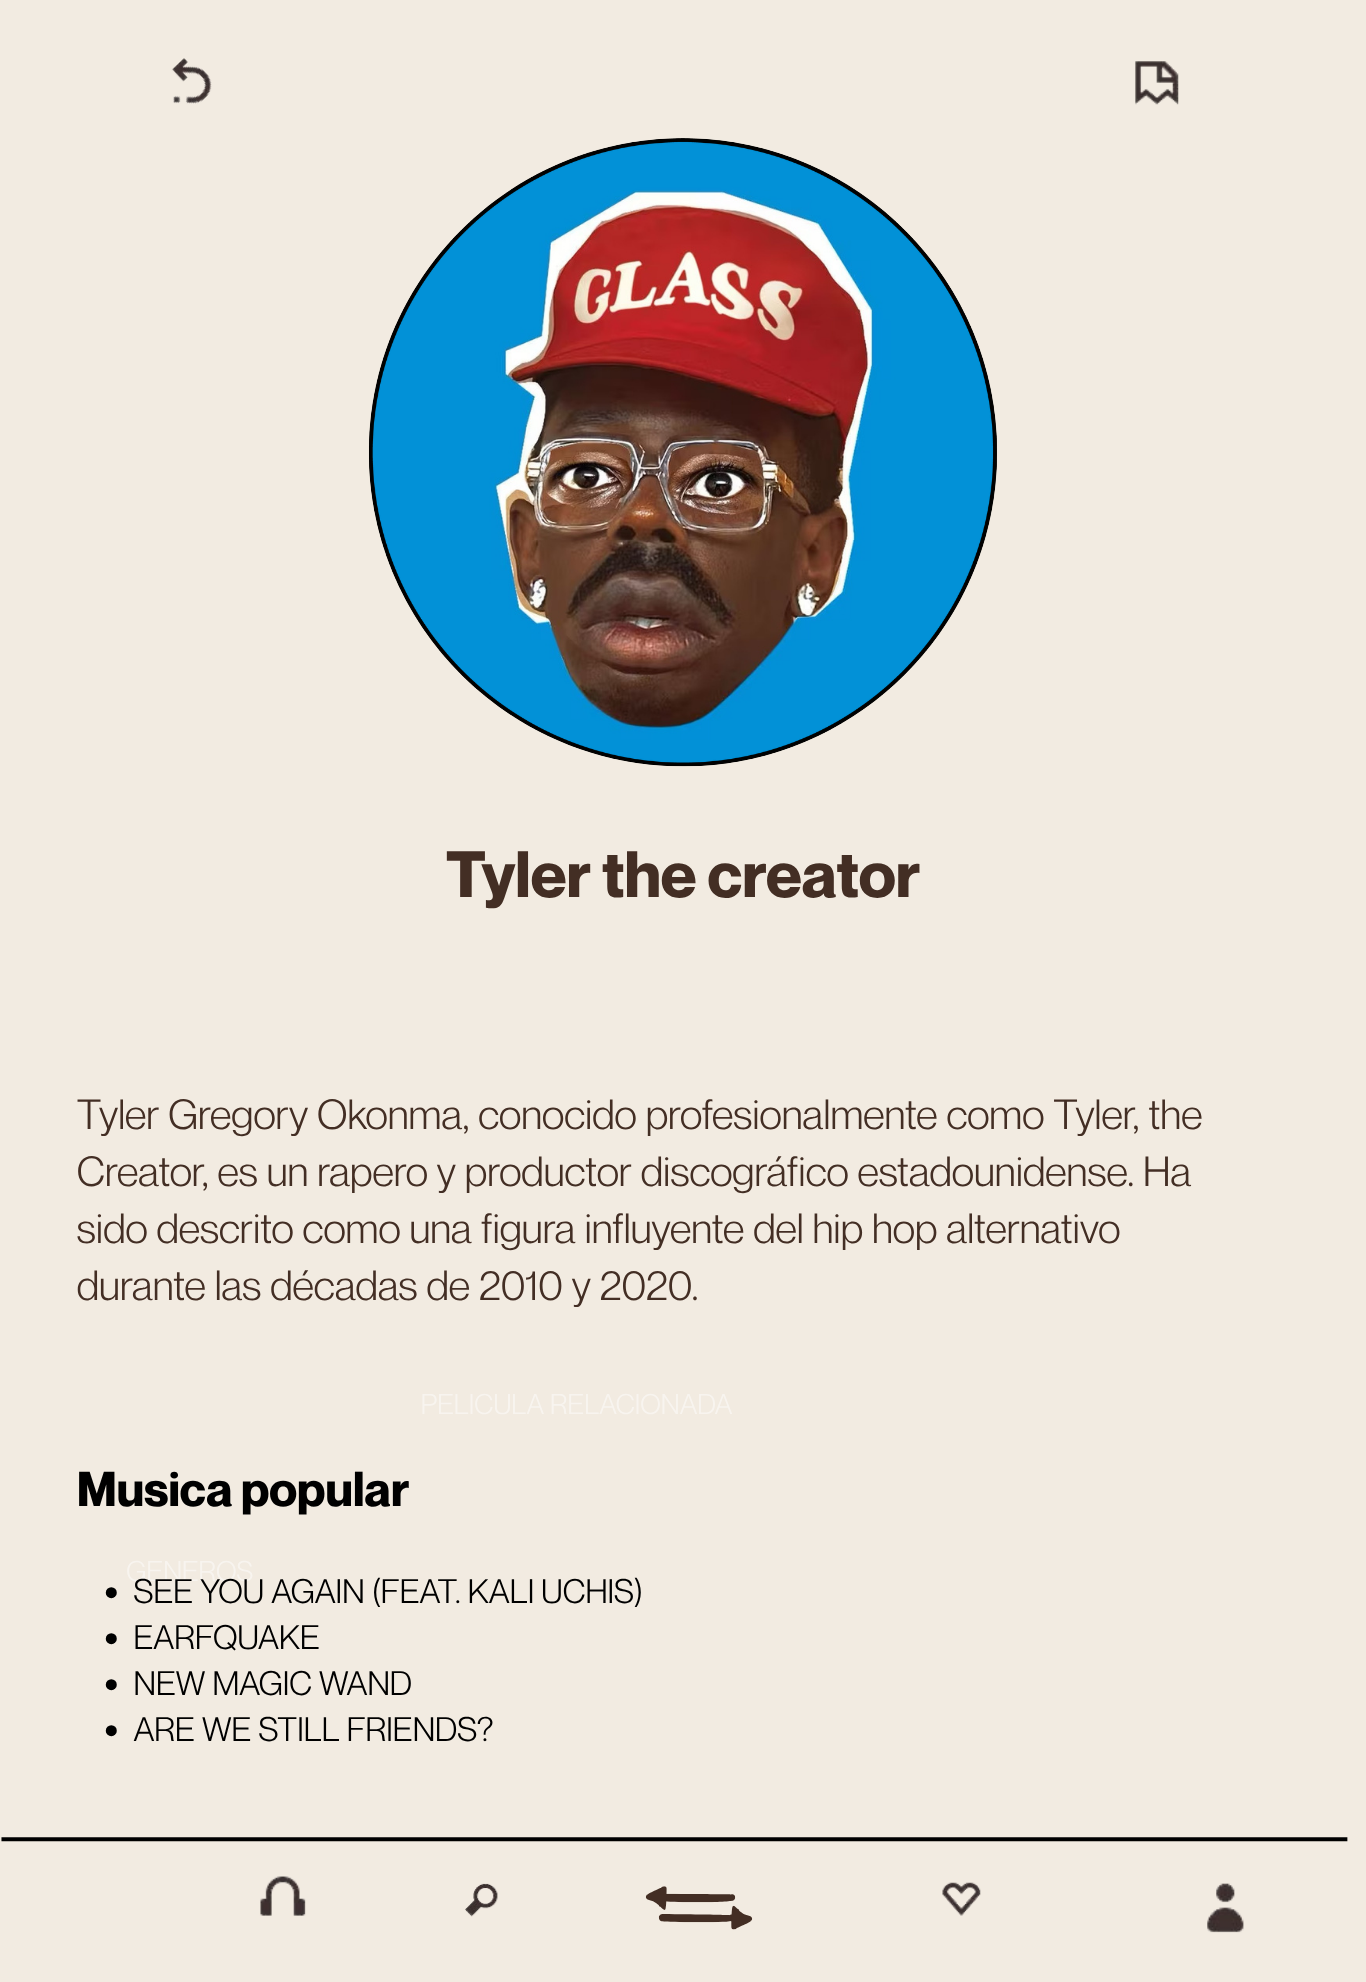 GLASS
Tyler the creator
Tyler Gregory Okonma, conocido profesionalmente como Tyler, the
Creator, es un rapero y productor discográfico estadounidense. Ha
sido descrito como una figura influyente del hip hop alternativo
durante las décadas de 2010 y 2020.
PELICULA RELACIONADA
Musica popular
GENEROS
• SEE YOU AGAIN (FEAT. KALI UCHIS)
• EARFQUAKE
• NEW MAGIC WAND
• ARE WE STILL FRIENDS?